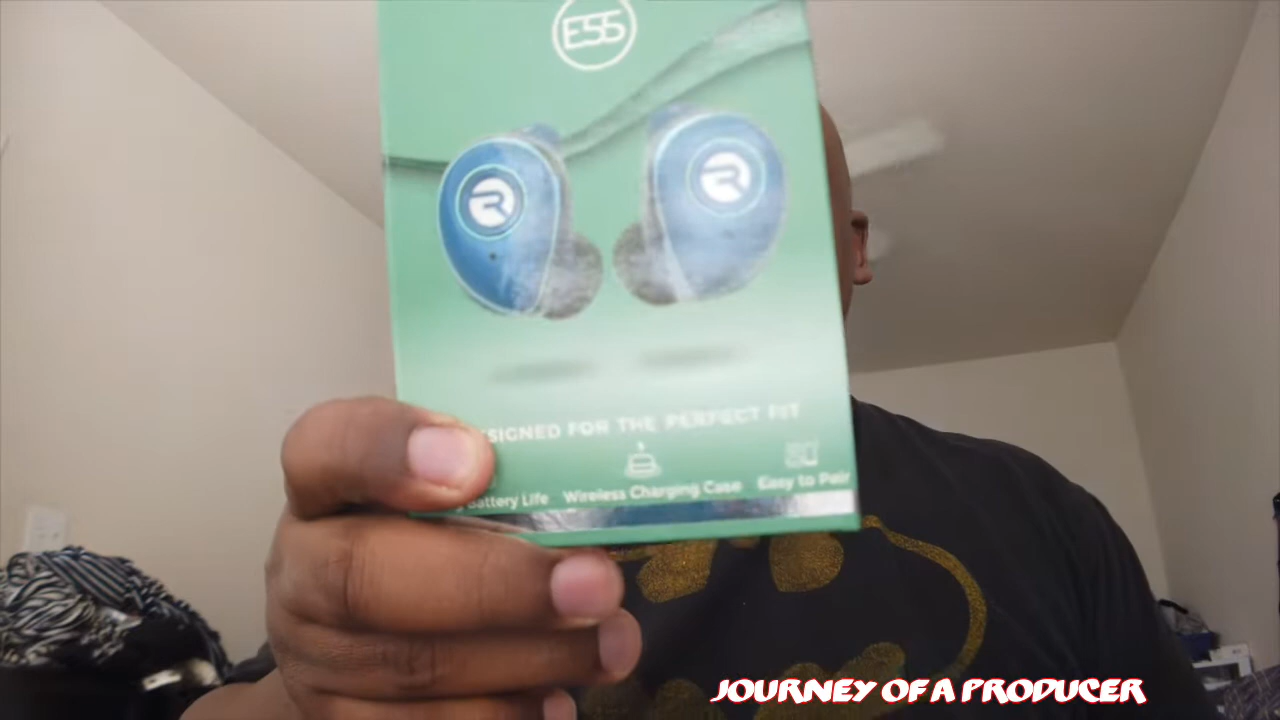 E55
R R
SIGNED FOR THE PERFECT FIT
Battery Life Wireless Charging Case Easy to Pair
JOURNEY OF A PRODUCER